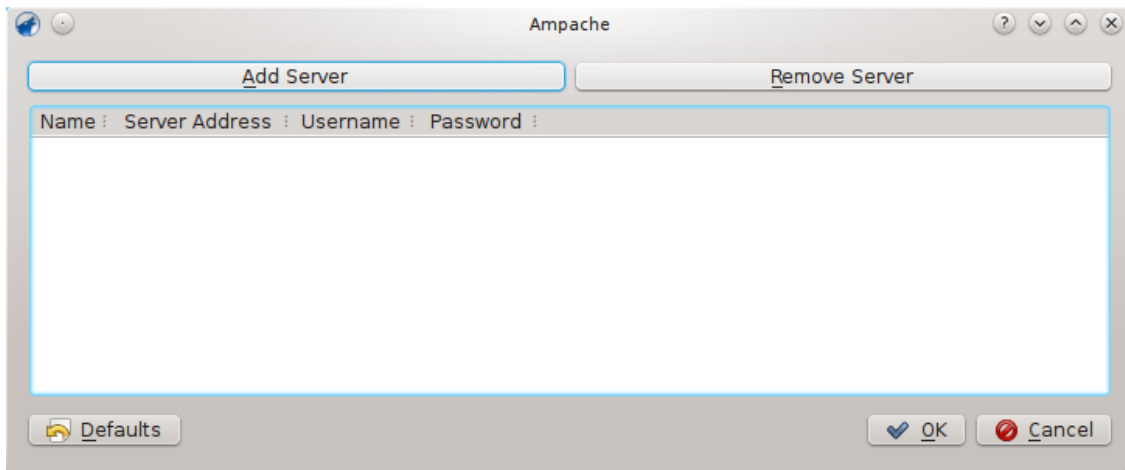 Ampache
Add Server Remove Server
Name Server Address Username Password
Defaults OK Cancel